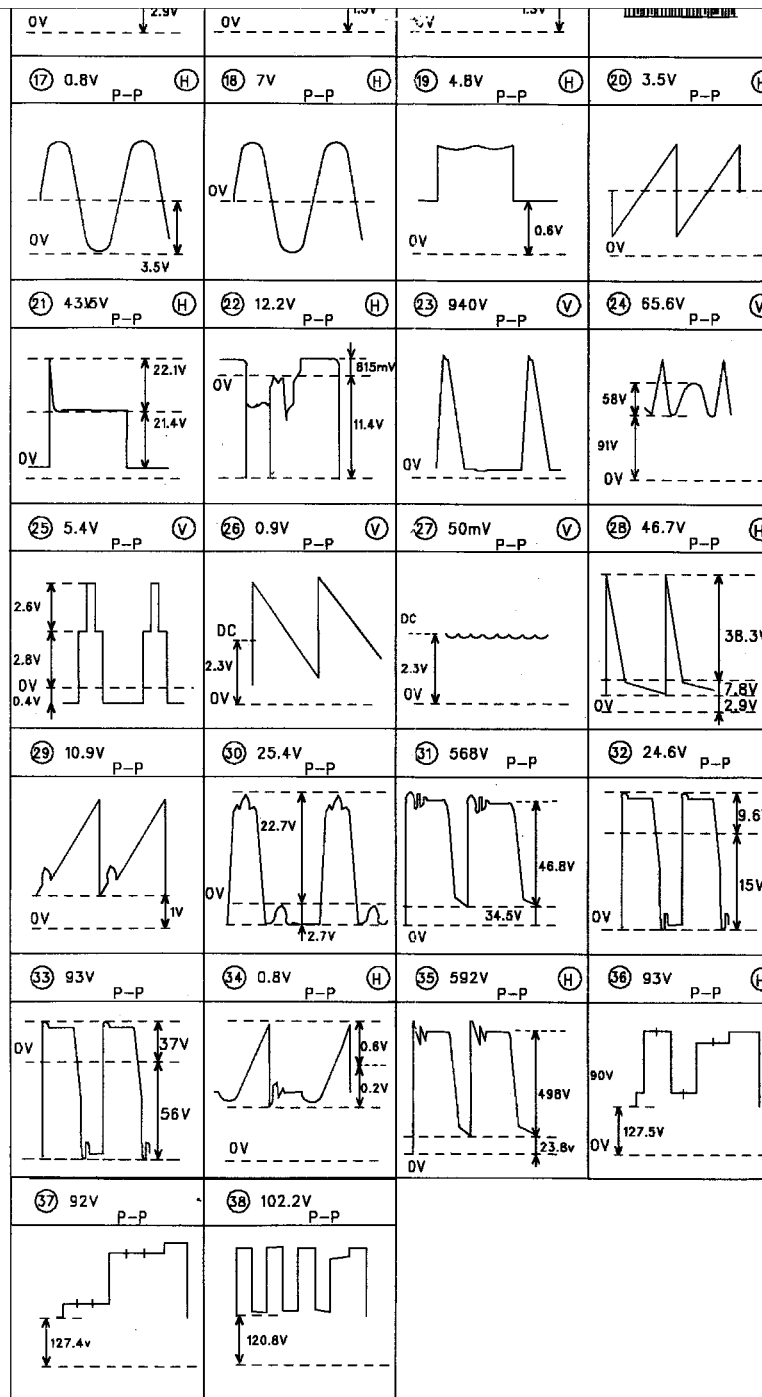 2.9V
0V
0V
17 0.8V P-P H
18 7V P-P H
19 4.8V P-P H
20 3.5V P-P H
0V
3.5V
0V
0V
0.6V
0V
21 P-P H
22 12.2V P-P H
23 940V P-P V
24 65.6V P-P V
22.1V
21.4V
0V
815mV
0V
11.4V
0V
58V
91V
0V
25 5.4V P-P V
26 0.9V P-P V
27 50mV P-P V
28 46.7V P-P H
2.6V
2.8V
0V
0.4V
DC
2.3V
0V
DC
2.3V
0V
38.3V
7.8V
0V
2.9V
29 10.9V P-P
30 25.4V P-P
31 568V P-P
32 24.6V P-P
0V
1V
22.7V
0V
2.7V
46.8V
34.5V
0V
9.6V
15V
0V
33 93V P-P
34 0.8V P-P H
35 592V P-P H
36 93V P-P H
37V
0V
56V
0.6V
0.2V
0V
498V
23.8v
0V
90V
127.5V
0V
37 92V P-P
38 102.2V P-P
127.4v
120.8V